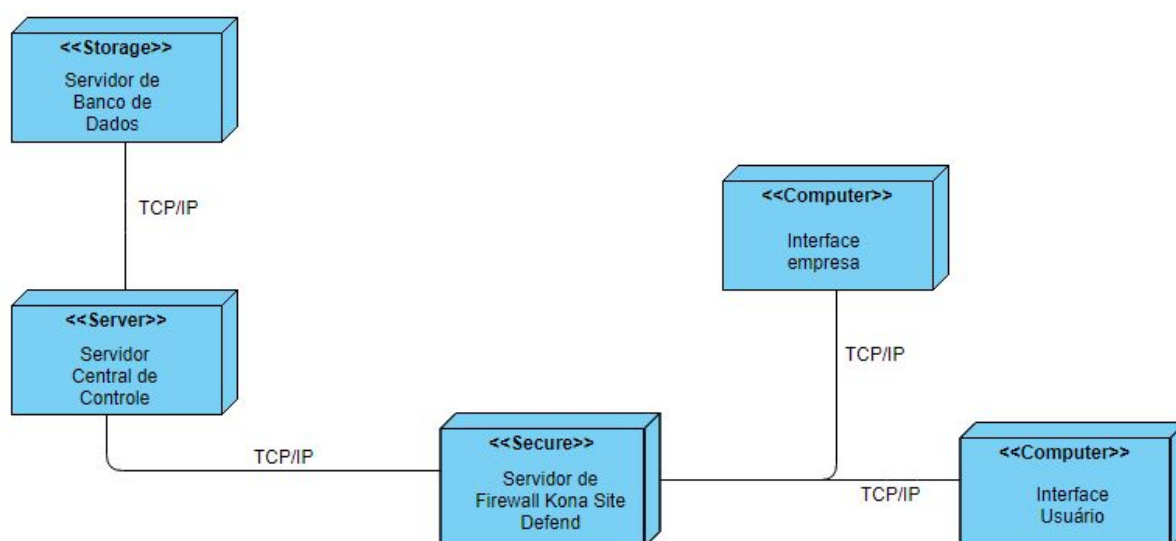 <<Storage>>
Servidor de
Banco de
Dados
TCP/IP
<<Server>>
Servidor
Central de
Controle
TCP/IP
<<Secure>>
Servidor de
Firewall Kona Site
Defend
<<Computer>>
Interface
empresa
TCP/IP
TCP/IP
<<Computer>>
Interface
Usuário